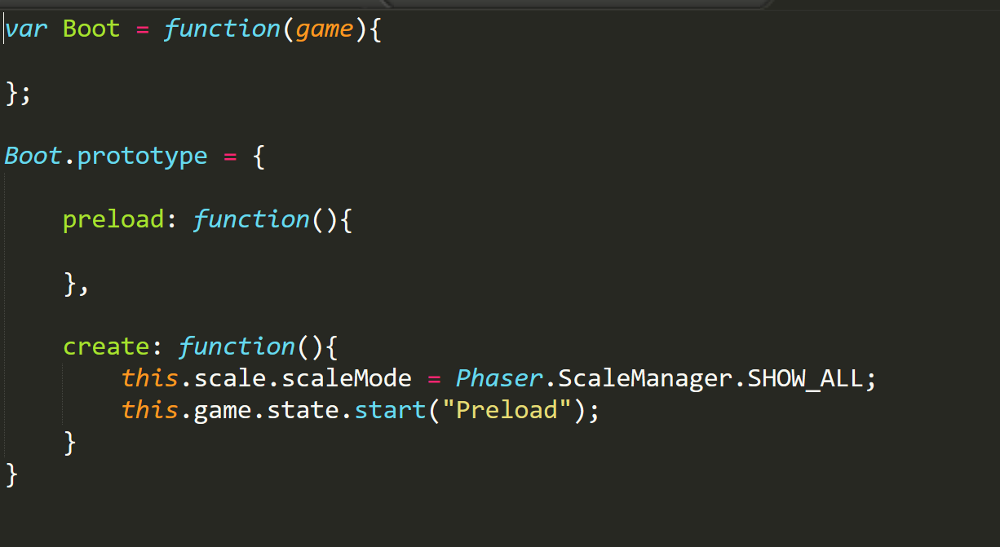 var Boot = function(game){
};
Boot.prototype = {
preload: function(){
},
create: function(){
this.scale.scaleMode = Phaser.ScaleManager.SHOW_ALL;
this.game.state.start("Preload");
}
}